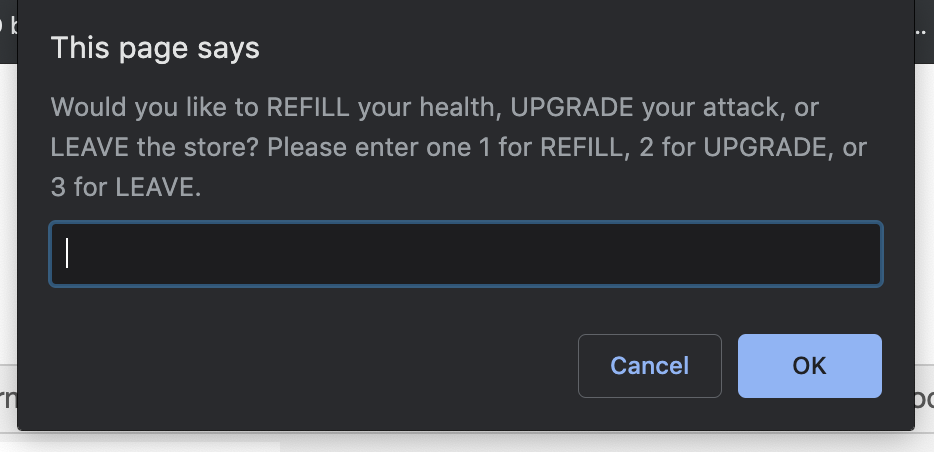 This page says
Would you like to REFILL your health, UPGRADE your attack, or
LEAVE the store? Please enter one 1 for REFILL, 2 for UPGRADE, or
3 for LEAVE.
Cancel
OK